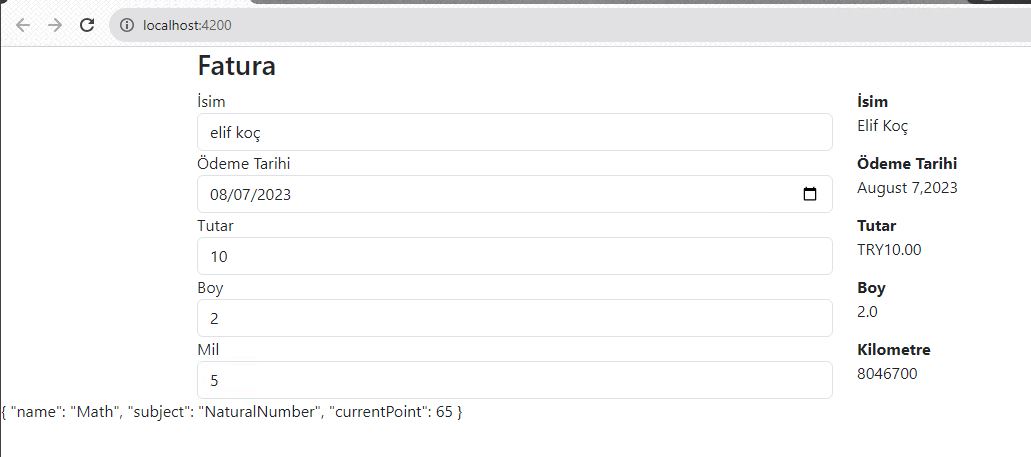 localhost:4200
Fatura
İsim
elif koç
Ödeme Tarihi
08/07/2023
Tutar
10
Boy
2
Mil
5
İsim
Elif Koç
Ödeme Tarihi
August 7,2023
Tutar
TRY10.00
Boy
2.0
Kilometre
8046700
{ "name": "Math", "subject": "NaturalNumber", "currentPoint": 65 }